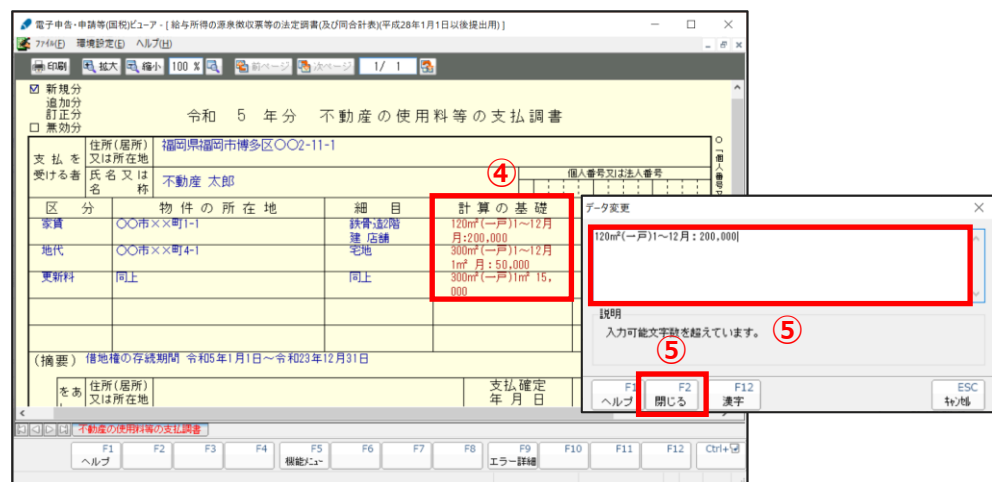 電子申告・申請等(国税)ビューア - [ 給与所得の源泉徴収票等の法定調書(及び同合計表)(平成28年1月1日以後提出用) ]
ファイル(F) 環境設定(E) ヘルプ(H)
印刷 拡大 縮小 100 % 前ページ 次ページ 1/ 1
☑ 新規分
追加分
訂正分
☐ 無効分
令和 5 年分 不動産の使用料等の支払調書
支払を
受ける者
住所(居所)
又は所在地
福岡県福岡市博多区〇〇2-11-1
氏名又は
名 称
不動産 太郎
④
個人番号又は法人番号
○「個人番号又
区 分 物件の所在地 細 目 計算の基礎
家賃 〇〇市××町1-1 鉄骨造2階建 店舗 120㎡(一戸)1~12月
月:200,000
地代 〇〇市××町4-1 宅地 300㎡(一戸)1~12月
1㎡ 月:50,000
更新料 同上 同上 300㎡(一戸)1㎡ 15,
000
(摘要) 借地権の存続期間 令和5年1月1日~令和23年12月31日
をあ
住所(居所)
又は所在地
支払確定
年 月 日
不動産の使用料等の支払調書
F1 ヘルプ F2 F3 F4 F5 機能ﾒﾆｭｰ F6 F7 F8 F9 エラー詳細 F10 F11 F12 Ctrl+
データ変更
120㎡(一戸)1~12月:200,000
説明
入力可能文字数を超えています。
⑤
⑤
F1 ヘルプ F2 閉じる F12 漢字 ESC ｷｬﾝｾﾙ